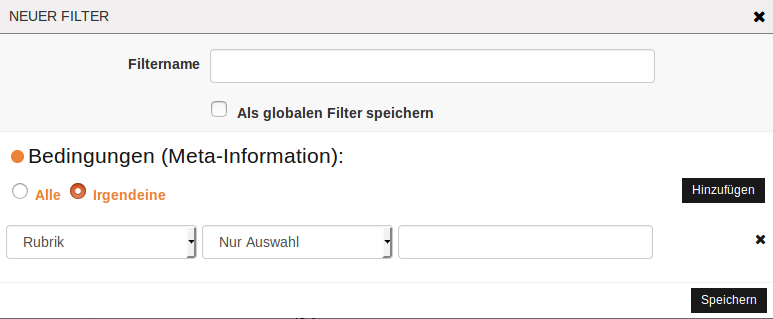 NEUER FILTER
Filtername
Als globalen Filter speichern
Bedingungen (Meta-Information):
Alle Irgendeine Hinzufügen
Rubrik Nur Auswahl
Speichern